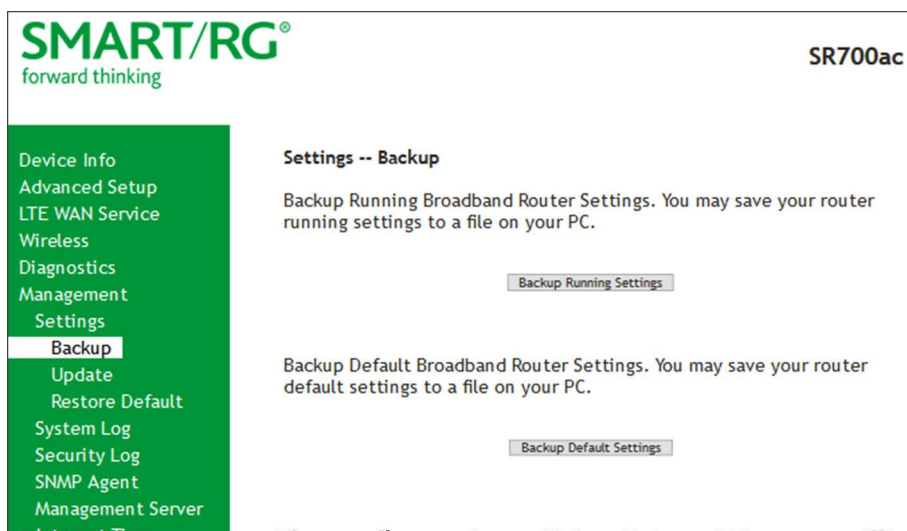 SMART/RG®
forward thinking
SR700ac
Device Info
Advanced Setup
LTE WAN Service
Wireless
Diagnostics
Management
Settings
Backup
Update
Restore Default
System Log
Security Log
SNMP Agent
Management Server
Settings -- Backup
Backup Running Broadband Router Settings. You may save your router
running settings to a file on your PC.
Backup Running Settings
Backup Default Broadband Router Settings. You may save your router
default settings to a file on your PC.
Backup Default Settings